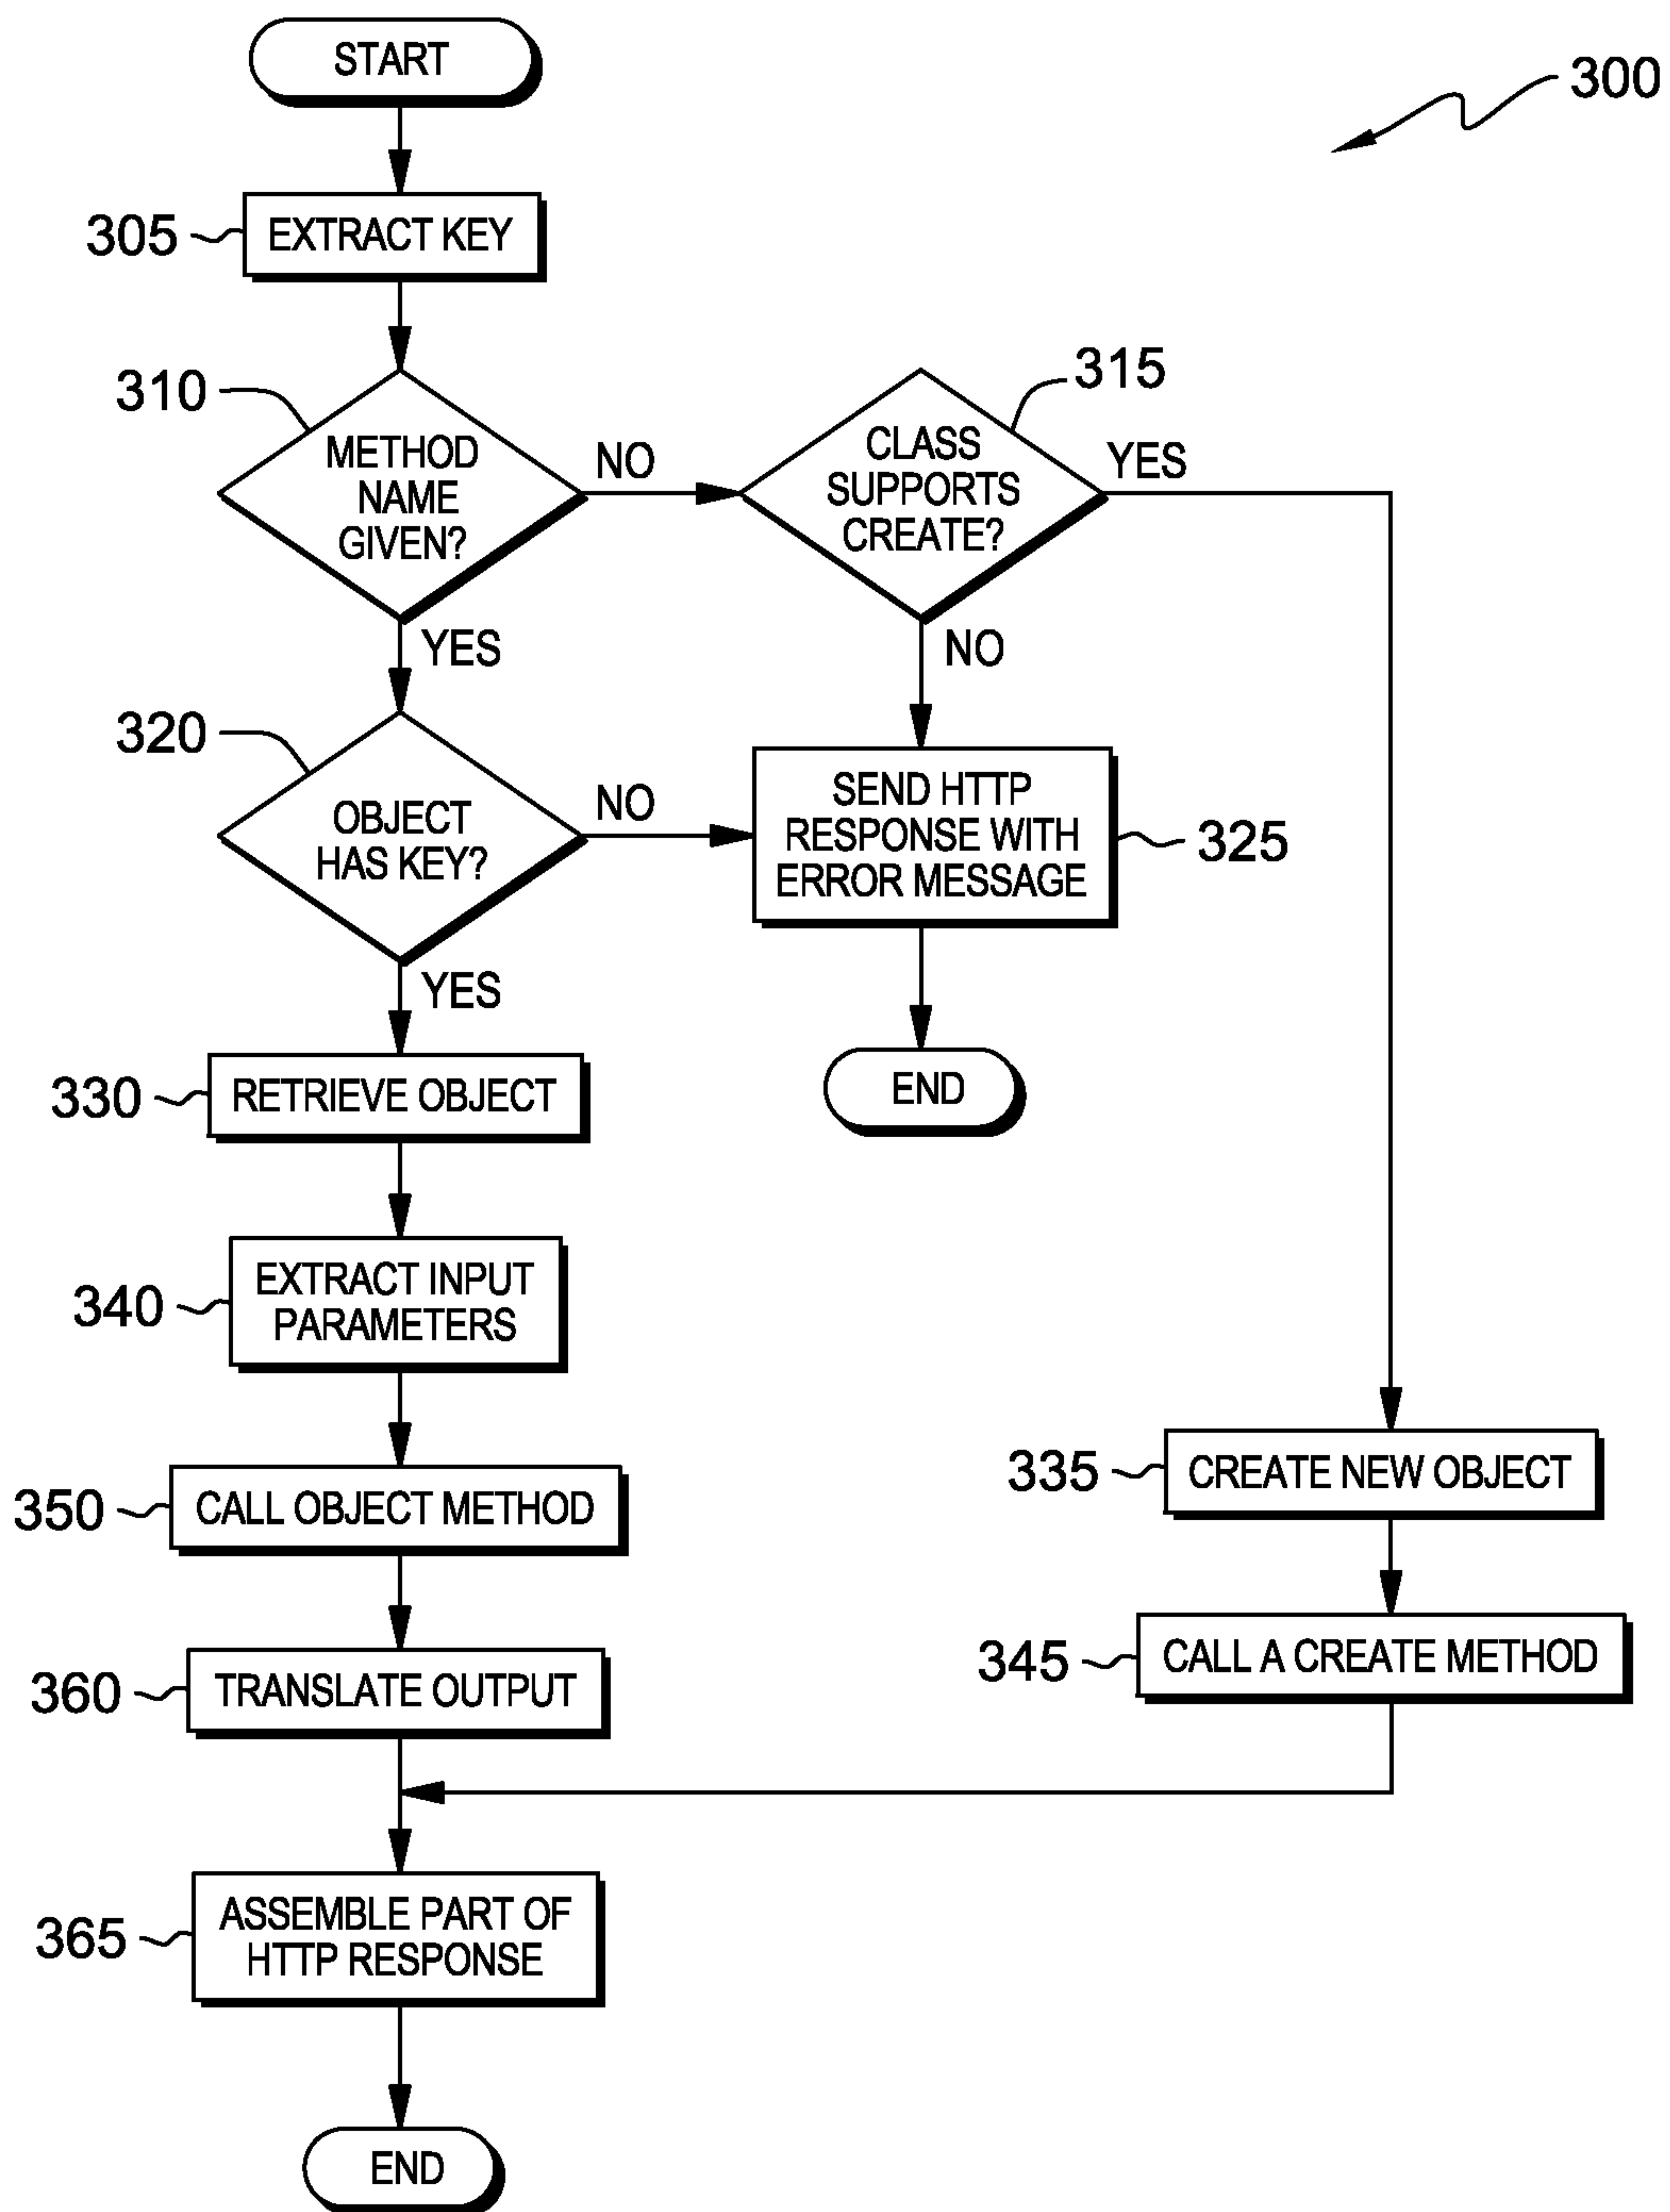 START
300
305
EXTRACT KEY
310
METHOD
NAME
GIVEN?
NO
315
CLASS
SUPPORTS
CREATE?
YES
YES
NO
320
OBJECT
HAS KEY?
NO
SEND HTTP
RESPONSE WITH
ERROR MESSAGE
325
YES
330
RETRIEVE OBJECT
END
340
EXTRACT INPUT
PARAMETERS
350
CALL OBJECT METHOD
335
CREATE NEW OBJECT
360
TRANSLATE OUTPUT
345
CALL A CREATE METHOD
365
ASSEMBLE PART OF
HTTP RESPONSE
END